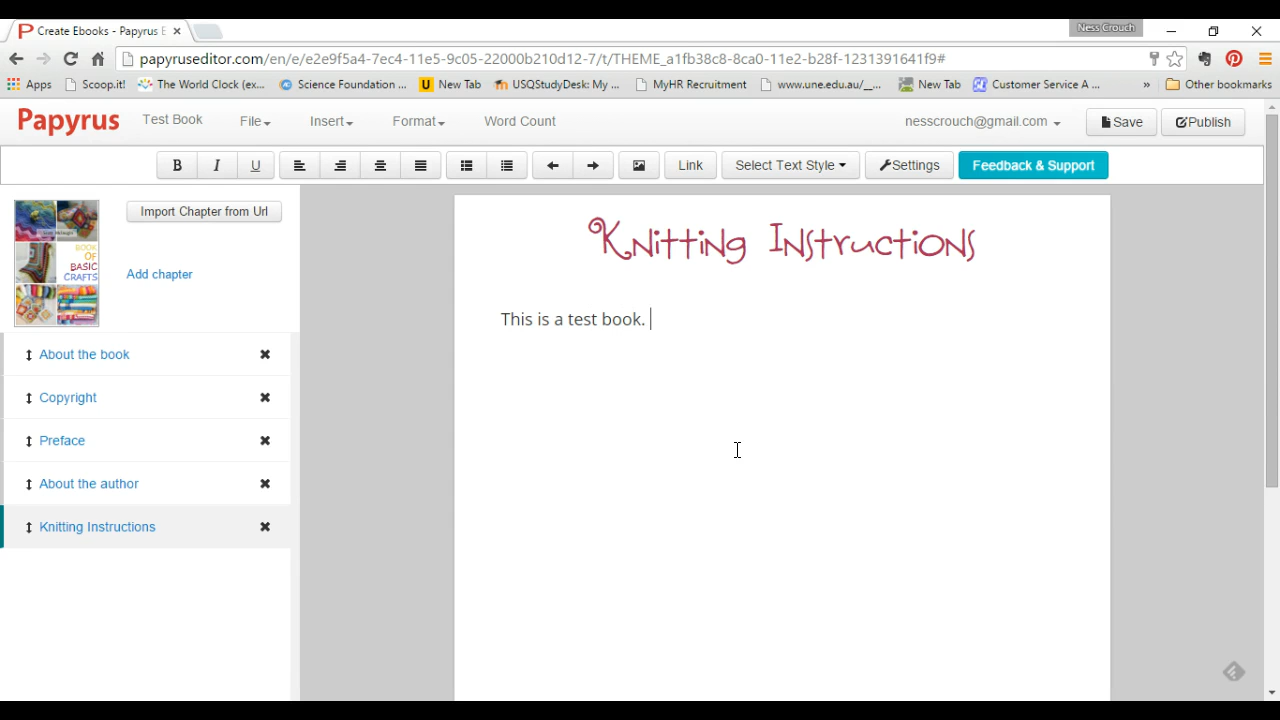 Create Ebooks - Papyrus E
Ness Crouch
papyruseditor.com/en/e/e2e9f5a4-7ec4-11e5-9c05-22000b210412-7/t/THEME_a1fb38c8-8ca0-11e2-b28f-1231391641f9#
Apps Scoop.it! The World Clock (ex... Science Foundation ... New Tab USQStudyDesk: My ... MyHR Recruitment www.une.edu.au/__... New Tab Customer Service A ... » Other bookmarks
Papyrus Test Book File Insert Format Word Count nesscrouch@gmail.com Save Publish
B I U Link Select Text Style Settings Feedback & Support
Import Chapter from Url
BOOK
OF
BASIC
CRAFTS
Add chapter
About the book
Copyright
Preface
About the author
Knitting Instructions
Knitting Instructions
This is a test book.